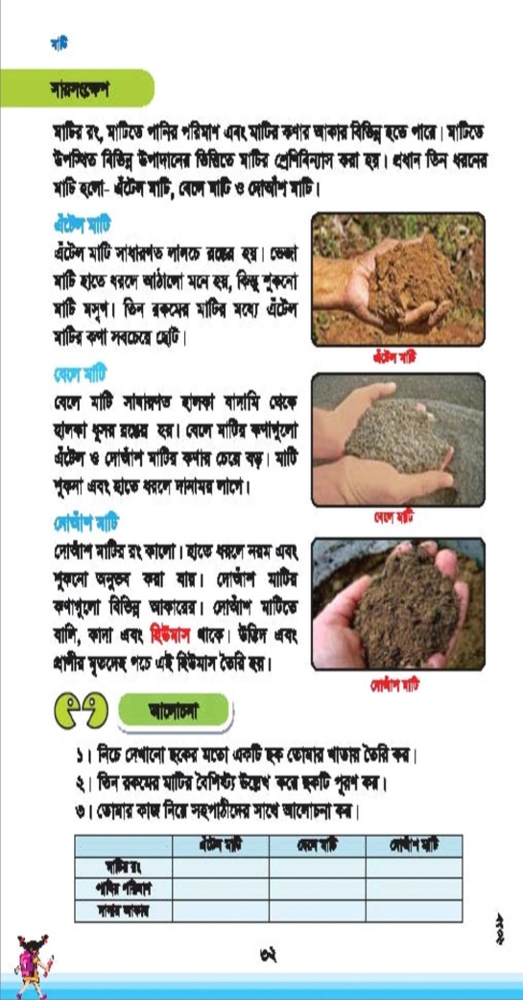 মাটি
সারসংক্ষেপ
মাটির রং, মাটিতে পানির পরিমাণ এবং মাটির কণার আকার বিভিন্ন হতে পারে। মাটিতে
উপস্থিত বিভিন্ন উপাদানের ভিত্তিতে মাটির শ্রেণিবিন্যাস করা হয়। প্রধান তিন ধরনের
মাটি হলো- এঁটেল মাটি, বেলে মাটি ও দোআঁশ মাটি।
এঁটেল মাটি
এঁটেল মাটি সাধারণত লালচে রঙের হয়। ভেজা
মাটি হাতে ধরলে আঠালো মনে হয়, কিন্তু শুকনো
মাটি মসৃণ। তিন রকমের মাটির মধ্যে এঁটেল
মাটির কণা সবচেয়ে ছোট।
এঁটেল মাটি
বেলে মাটি
বেলে মাটি সাধারণত হালকা বাদামি থেকে
হালকা ধূসর রঙের হয়। বেলে মাটির কণাগুলো
এঁটেল ও দোআঁশ মাটির কণার চেয়ে বড়। মাটি
শুকনা এবং হাতে ধরলে দানাময় লাগে।
বেলে মাটি
দোআঁশ মাটি
দোআঁশ মাটির রং কালো। হাতে ধরলে নরম এবং
শুকনো অনুভব করা যায়। দোআঁশ মাটির
কণাগুলো বিভিন্ন আকারের। দোআঁশ মাটিতে
বালি, কাদা এবং হিউমাস থাকে। উদ্ভিদ এবং
প্রাণীর মৃতদেহ পচে এই হিউমাস তৈরি হয়।
দোআঁশ মাটি
আলোচনা
১। নিচে দেখানো ছকের মতো একটি ছক তোমার খাতায় তৈরি কর।
২। তিন রকমের মাটির বৈশিষ্ট্য উল্লেখ করে ছকটি পূরণ কর।
৩। তোমার কাজ নিয়ে সহপাঠীদের সাথে আলোচনা কর।
এঁটেল মাটি বেলে মাটি দোআঁশ মাটি
মাটির রং
পানির পরিমাণ
দানার আকার
৩২
২০১৮